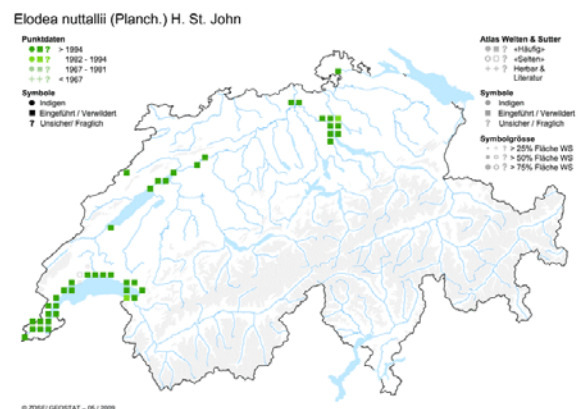 Elodea nuttallii (Planch.) H. St. John
Punktdaten
? > 1994
? 1982 - 1994
? 1967 - 1981
? < 1967
Symbole
Indigen
Eingeführt / Verwildert
? Unsicher/ Fraglich
Atlas Welten & Sutter
? «Häufig»
? «Selten»
? Herbar &
Literatur
Symbole
Indigen
Eingeführt / Verwildert
? Unsicher/ Fraglich
Symbolgrösse
? > 25% Fläche WS
? > 50% Fläche WS
? > 75% Fläche WS
© ZDSF/GEOSTAT – 05 / 2009